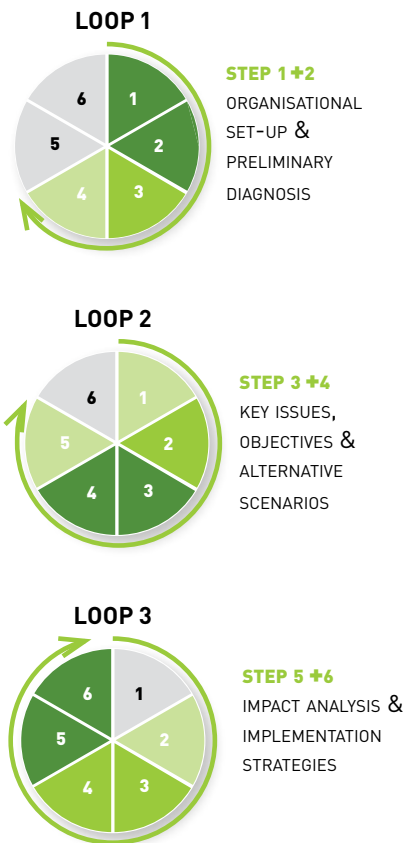 LOOP 1
6
1
5
2
4
3
STEP 1+2
ORGANISATIONAL
SET-UP &
PRELIMINARY
DIAGNOSIS
LOOP 2
6
1
5
2
4
3
STEP 3+4
KEY ISSUES,
OBJECTIVES &
ALTERNATIVE
SCENARIOS
LOOP 3
6
1
5
2
4
3
STEP 5+6
IMPACT ANALYSIS &
IMPLEMENTATION
STRATEGIES